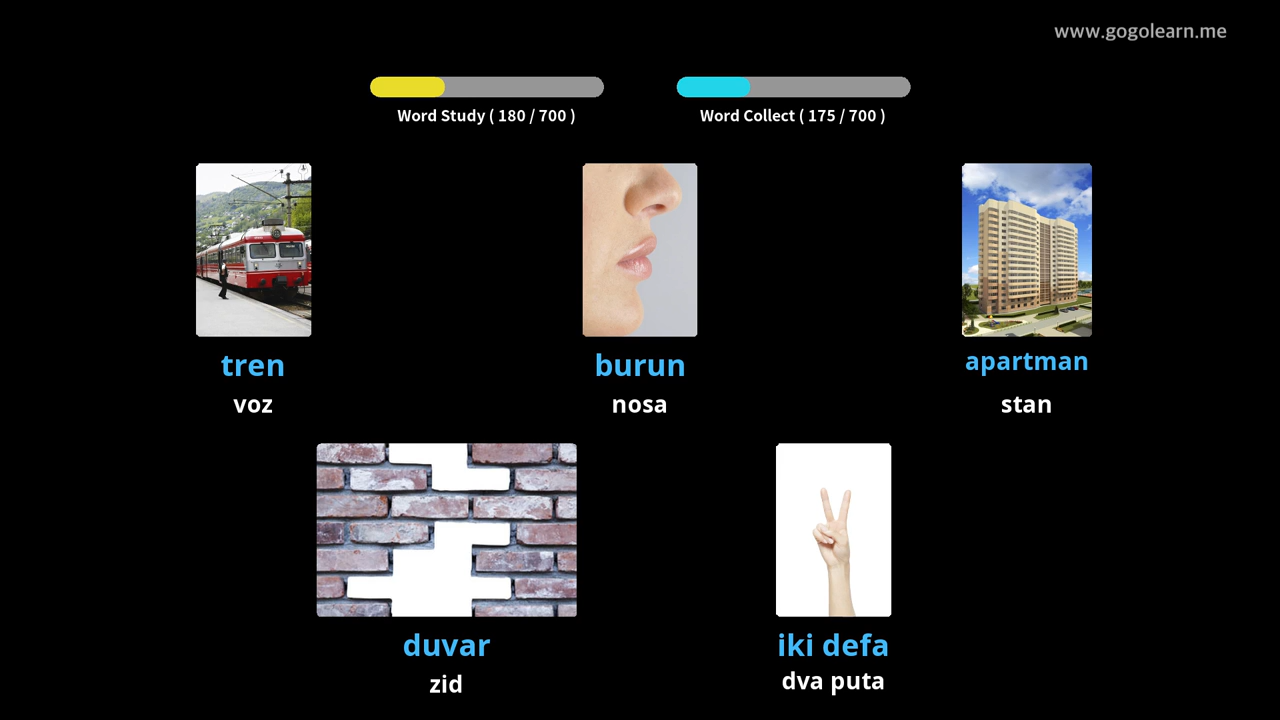 www.gogolearn.me
Word Study ( 180 / 700 )
Word Collect ( 175 / 700 )
tren
voz
burun
nosa
apartman
stan
duvar
zid
iki defa
dva puta